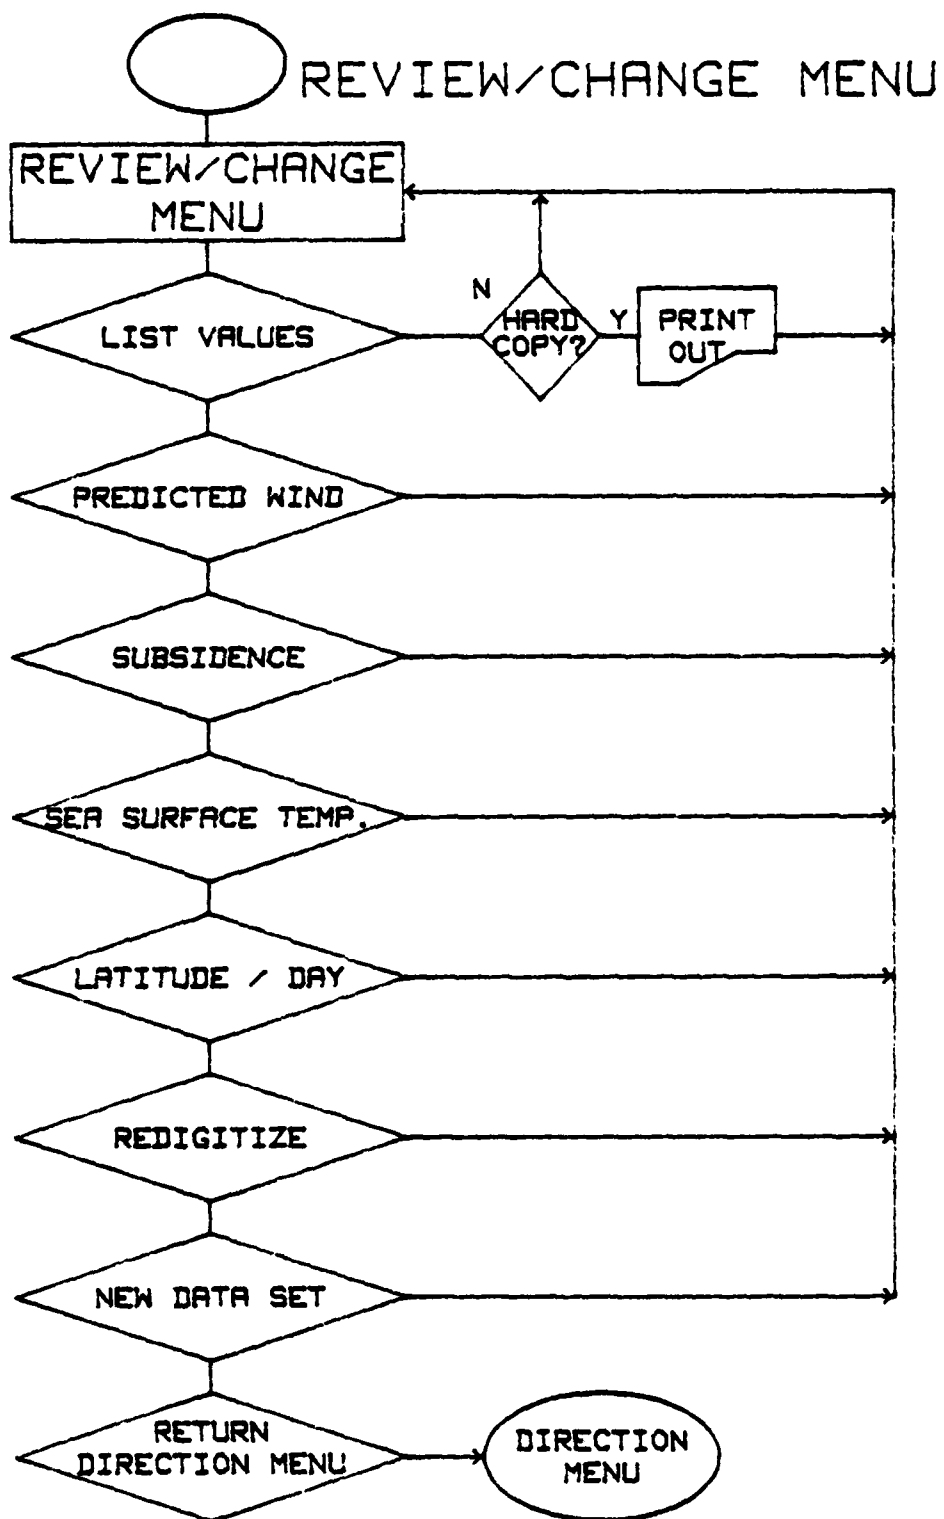 REVIEW/CHANGE MENU
REVIEW/CHANGE
MENU
LIST VALUES
N
HARD
COPY?
Y
PRINT
OUT
PREDICTED WIND
SUBSIDENCE
SEA SURFACE TEMP.
LATITUDE / DAY
REDIGITIZE
NEW DATA SET
RETURN
DIRECTION MENU
DIRECTION
MENU